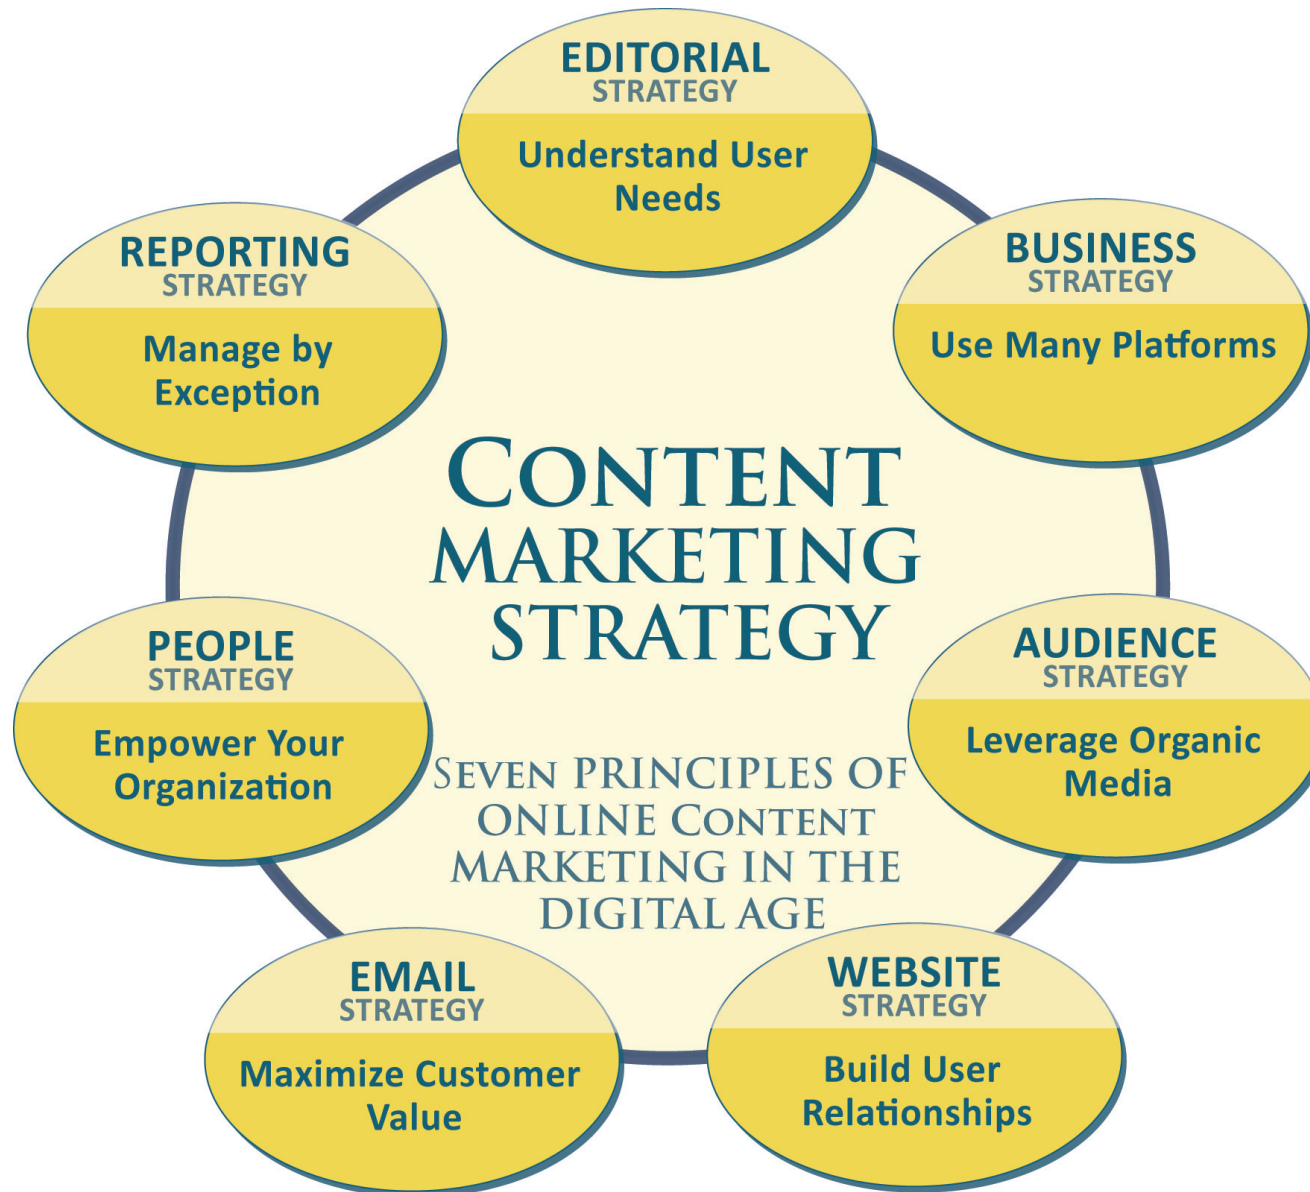 EDITORIAL
STRATEGY
Understand User
Needs
BUSINESS
STRATEGY
Use Many Platforms
AUDIENCE
STRATEGY
Leverage Organic
Media
WEBSITE
STRATEGY
Build User
Relationships
EMAIL
STRATEGY
Maximize Customer
Value
PEOPLE
STRATEGY
Empower Your
Organization
REPORTING
STRATEGY
Manage by
Exception
CONTENT
MARKETING
STRATEGY
SEVEN PRINCIPLES OF
ONLINE CONTENT
MARKETING IN THE
DIGITAL AGE